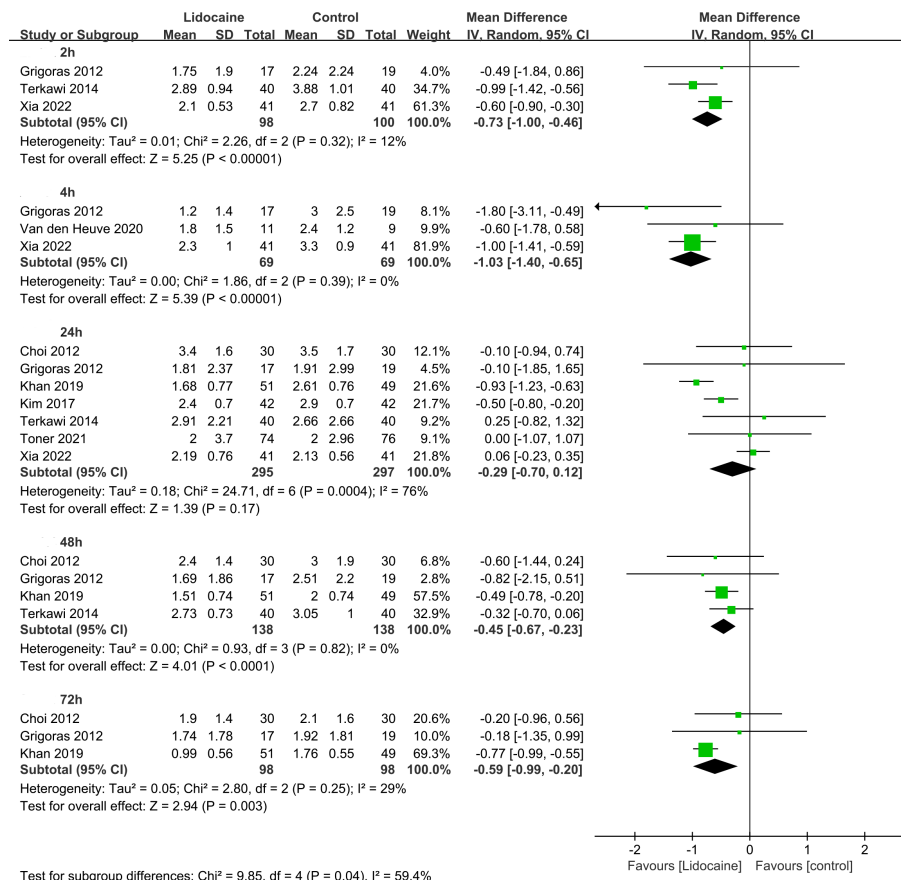 Lidocaine Control Mean Difference Mean Difference
Study or Subgroup Mean SD Total Mean SD Total Weight IV, Random, 95% CI IV, Random, 95% CI
2h
Grigoras 2012 1.75 1.9 17 2.24 2.24 19 4.0% -0.49 [-1.84, 0.86]
Terkawi 2014 2.89 0.94 40 3.88 1.01 40 34.7% -0.99 [-1.42, -0.56]
Xia 2022 2.1 0.53 41 2.7 0.82 41 61.3% -0.60 [-0.90, -0.30]
Subtotal (95% CI) 98 100 100.0% -0.73 [-1.00, -0.46]
Heterogeneity: Tau² = 0.01; Chi² = 2.26, df = 2 (P = 0.32); I² = 12%
Test for overall effect: Z = 5.25 (P < 0.00001)
4h
Grigoras 2012 1.2 1.4 17 3 2.5 19 8.1% -1.80 [-3.11, -0.49]
Van den Heuve 2020 1.8 1.5 11 2.4 1.2 9 9.9% -0.60 [-1.78, 0.58]
Xia 2022 2.3 1 41 3.3 0.9 41 81.9% -1.00 [-1.41, -0.59]
Subtotal (95% CI) 69 69 100.0% -1.03 [-1.40, -0.65]
Heterogeneity: Tau² = 0.00; Chi² = 1.86, df = 2 (P = 0.39); I² = 0%
Test for overall effect: Z = 5.39 (P < 0.00001)
24h
Choi 2012 3.4 1.6 30 3.5 1.7 30 12.1% -0.10 [-0.94, 0.74]
Grigoras 2012 1.81 2.37 17 1.91 2.99 19 5.4% -0.10 [-1.85, 1.65]
Khan 2019 1.68 0.77 51 2.61 0.76 49 21.6% -0.93 [-1.23, -0.63]
Kim 2017 2.4 0.7 42 2.9 0.7 42 21.7% -0.50 [-0.80, -0.20]
Terkawi 2014 2.91 2.21 40 2.66 2.66 40 9.2% 0.25 [-0.82, 1.32]
Toner 2021 2 3.7 74 2 2.96 76 9.1% 0.00 [-1.07, 1.07]
Xia 2022 2.19 0.76 41 2.13 0.56 41 21.8% 0.06 [-0.23, 0.35]
Subtotal (95% CI) 295 297 100.0% -0.29 [-0.70, 0.12]
Heterogeneity: Tau² = 0.18; Chi² = 24.71, df = 6 (P = 0.0004); I² = 76%
Test for overall effect: Z = 1.39 (P = 0.17)
48h
Choi 2012 2.4 1.4 30 3 1.9 30 6.8% -0.60 [-1.44, 0.24]
Grigoras 2012 1.69 1.86 17 2.51 2.2 19 2.8% -0.82 [-2.15, 0.51]
Khan 2019 1.51 0.74 51 2 0.74 49 57.5% -0.49 [-0.78, -0.20]
Terkawi 2014 2.73 0.73 40 3.05 1 40 32.9% -0.32 [-0.70, 0.06]
Subtotal (95% CI) 138 138 100.0% -0.45 [-0.67, -0.23]
Heterogeneity: Tau² = 0.00; Chi² = 0.93, df = 3 (P = 0.82); I² = 0%
Test for overall effect: Z = 4.01 (P < 0.0001)
72h
Choi 2012 1.9 1.4 30 2.1 1.6 30 20.6% -0.20 [-0.96, 0.56]
Grigoras 2012 1.74 1.78 17 1.92 1.81 19 10.0% -0.18 [-1.35, 0.99]
Khan 2019 0.99 0.56 51 1.76 0.55 49 69.3% -0.77 [-0.99, -0.55]
Subtotal (95% CI) 98 98 100.0% -0.59 [-0.99, -0.20]
Heterogeneity: Tau² = 0.05; Chi² = 2.80, df = 2 (P = 0.25); I² = 29%
Test for overall effect: Z = 2.94 (P = 0.003)
-2 -1 0 1 2
Favours [Lidocaine] Favours [control]
Test for subgroup differences: Chi² = 9.85, df = 4 (P = 0.04), I² = 59.4%